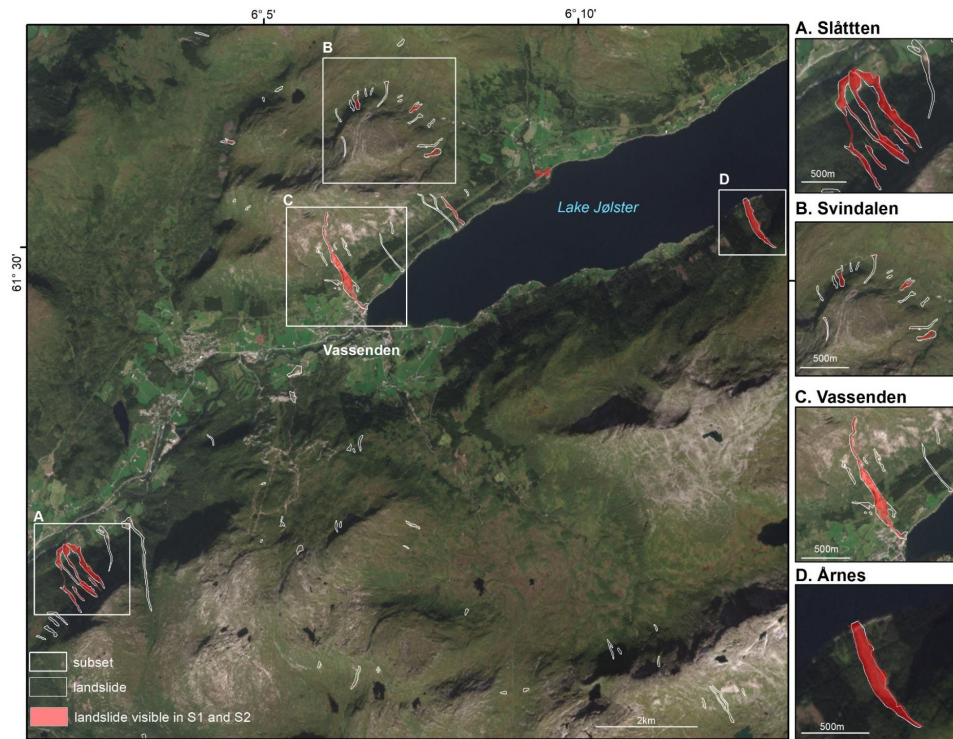 6° 5'
6° 10'
61° 30'
B
C
D
A
Lake Jølster
Vassenden
subset
landslide
landslide visible in S1 and S2
2km
A. Slåttten
500m
B. Svindalen
500m
C. Vassenden
500m
D. Årnes
500m